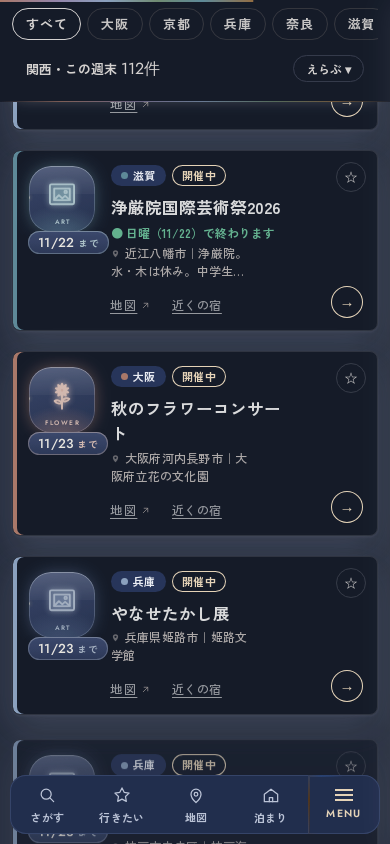 すべて 大阪 京都 兵庫 奈良 滋賀
関西・この週末 112件 えらぶ ▾
地図 ↗ →
滋賀 開催中 ☆
ART
浄厳院国際芸術祭2026
11/22 まで
日曜（11/22）で終わります
近江八幡市｜浄厳院。
水・木は休み。中学生…
地図 ↗ 近くの宿 →
大阪 開催中 ☆
FLOWER
秋のフラワーコンサー
ト
11/23 まで
大阪府河内長野市｜大
阪府立花の文化園
地図 ↗ 近くの宿 →
兵庫 開催中 ☆
ART
やなせたかし展
11/23 まで
兵庫県姫路市｜姫路文
学館
地図 ↗ 近くの宿 →
兵庫 開催中 ☆
さがす 行きたい 地図 泊まり MENU